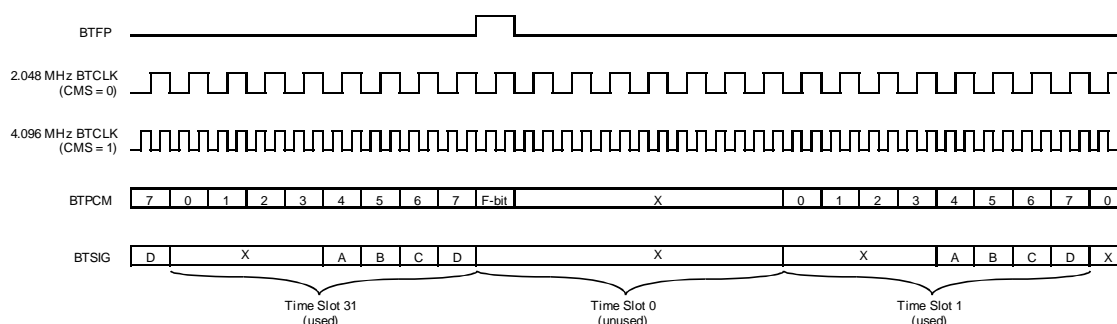 BTFP
2.048 MHz BTCLK
(CMS = 0)
4.096 MHz BTCLK
(CMS = 1)
BTPCM 7 0 1 2 3 4 5 6 7 F-bit X 0 1 2 3 4 5 6 7 0
BTSIG D X A B C D X X A B C D X
Time Slot 31 Time Slot 0 Time Slot 1
(used) (unused) (used)